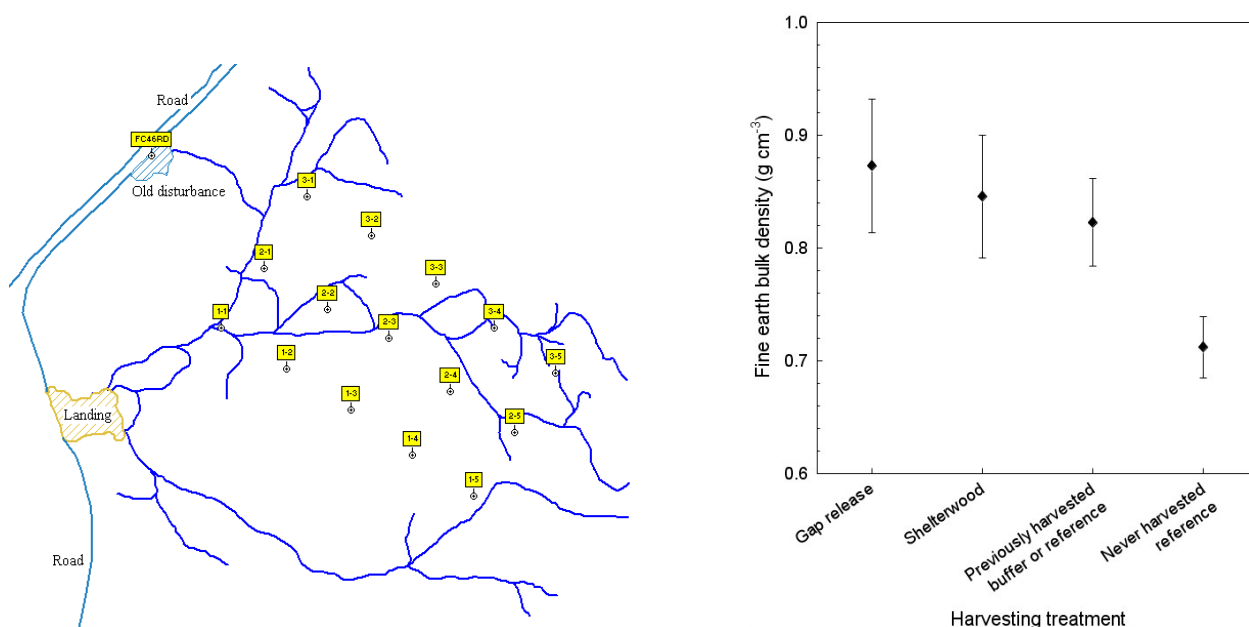 Road
FC46RD
Old disturbance
3-1
3-2
2-1
3-3
2-2
1-1
3-4
2-3
1-2
3-5
2-4
1-3
Landing
2-5
1-4
1-5
Road
Fine earth bulk density (g cm⁻³)
1.0
0.9
0.8
0.7
0.6
Gap release
Shelterwood
Previously harvested
buffer or reference
Never harvested
reference
Harvesting treatment